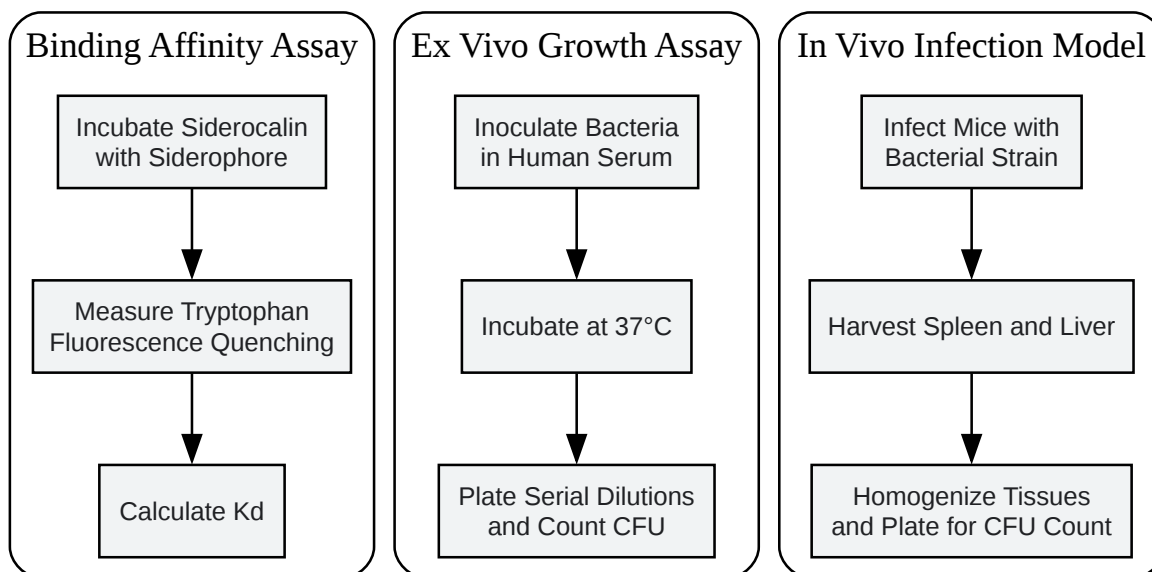 Binding Affinity Assay
Incubate Siderocalin
with Siderophore
Measure Tryptophan
Fluorescence Quenching
Calculate Kd
Ex Vivo Growth Assay
Inoculate Bacteria
in Human Serum
Incubate at 37°C
Plate Serial Dilutions
and Count CFU
In Vivo Infection Model
Infect Mice with
Bacterial Strain
Harvest Spleen and Liver
Homogenize Tissues
and Plate for CFU Count